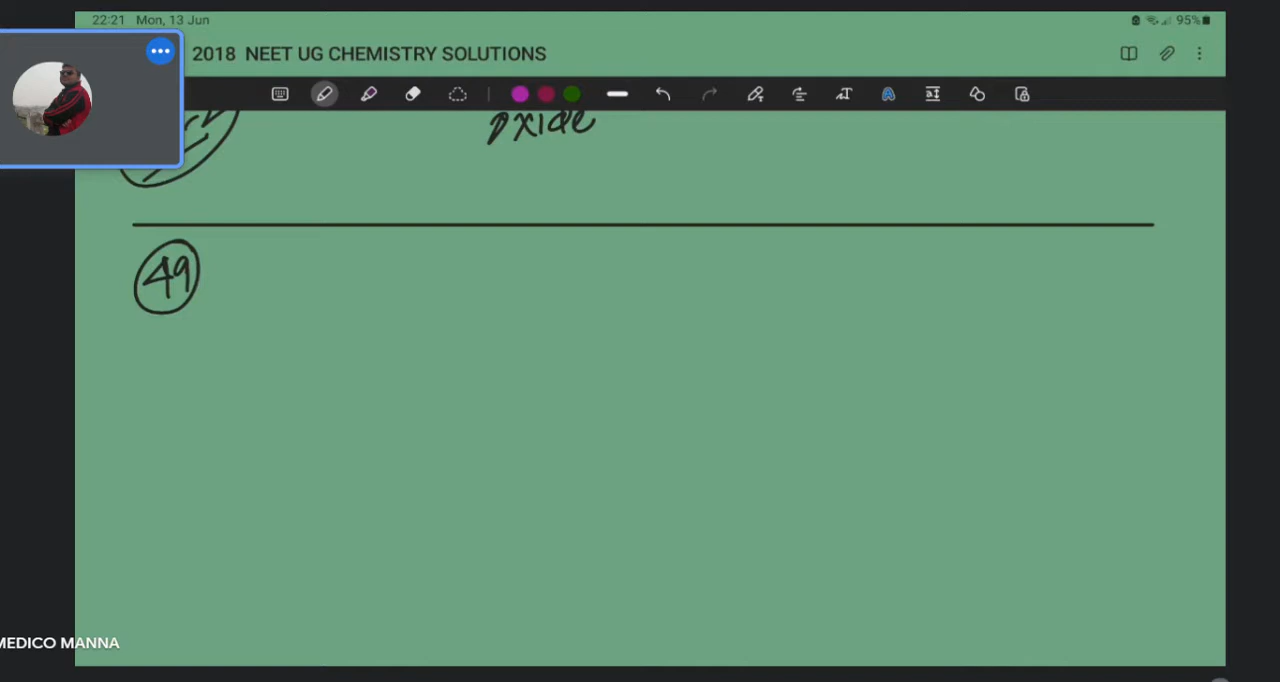 22:21 Mon, 13 Jun
95%
2018 NEET UG CHEMISTRY SOLUTIONS
oxide
49
MEDICO MANNA